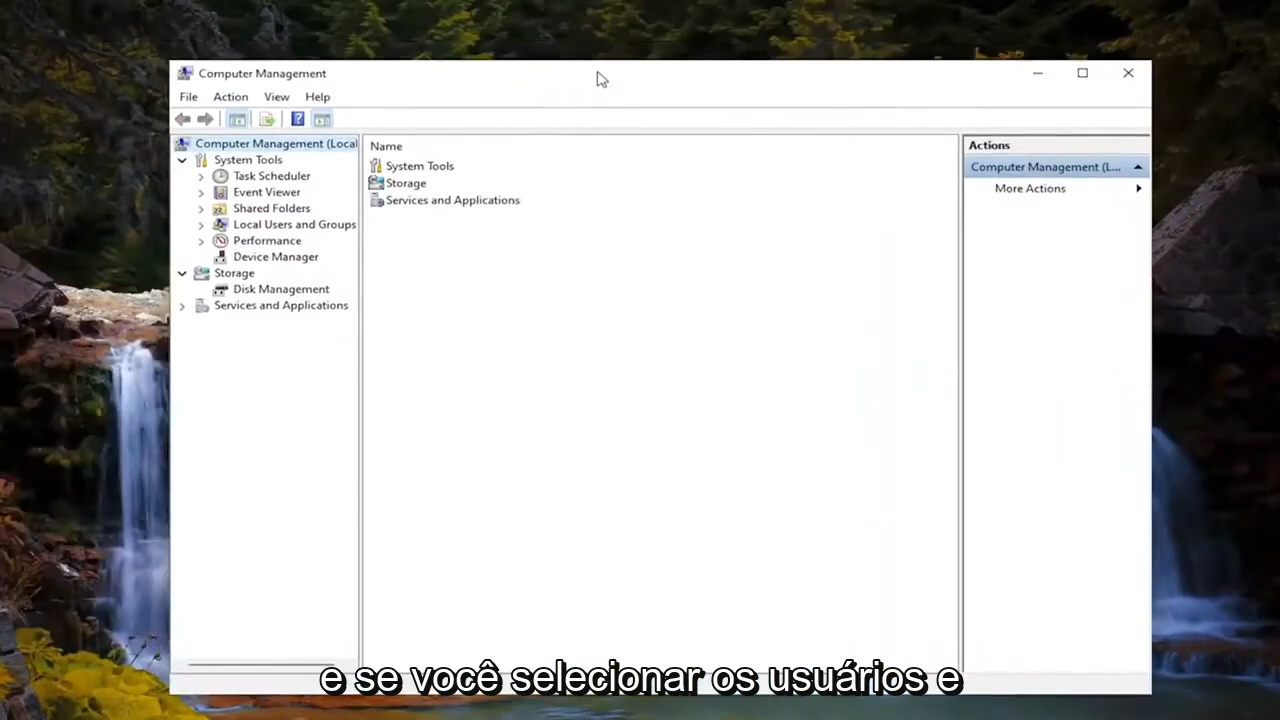 Computer Management
File Action View Help
Computer Management (Local
System Tools
Task Scheduler
Event Viewer
Shared Folders
Local Users and Groups
Performance
Device Manager
Storage
Disk Management
Services and Applications
Name
System Tools
Storage
Services and Applications
Actions
Computer Management (L...
More Actions
e se você selecionar os usuários e